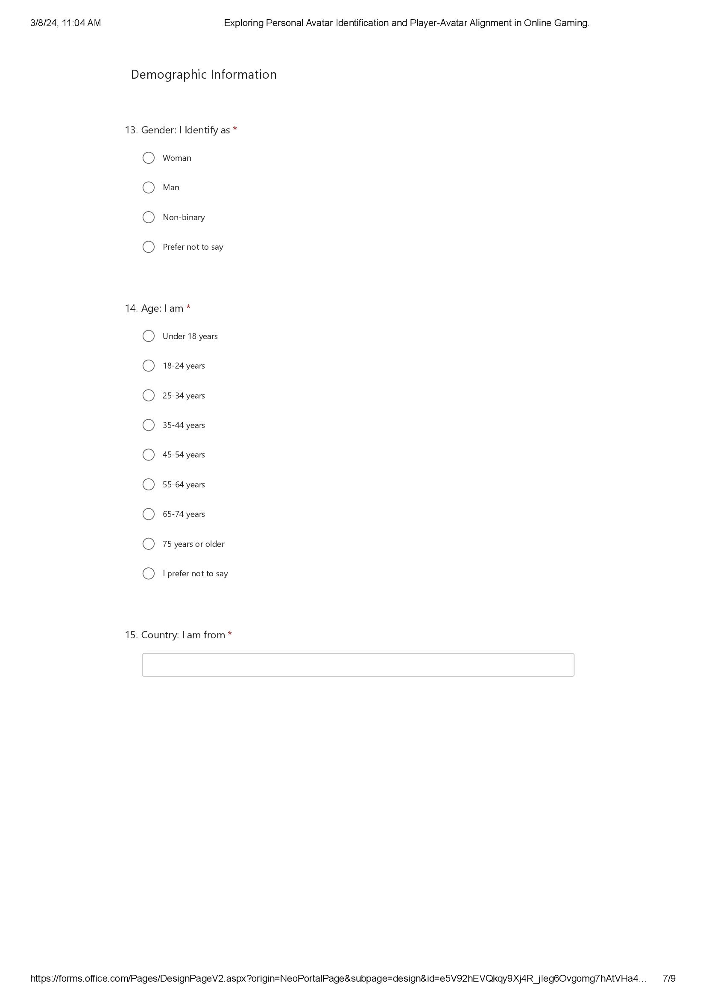 3/8/24, 11:04 AM Exploring Personal Avatar Identification and Player-Avatar Alignment in Online Gaming.
Demographic Information
13. Gender: I Identify as *
Woman
Man
Non-binary
Prefer not to say
14. Age: I am *
Under 18 years
18-24 years
25-34 years
35-44 years
45-54 years
55-64 years
65-74 years
75 years or older
I prefer not to say
15. Country: I am from *
https://forms.office.com/Pages/DesignPageV2.aspx?origin=NeoPortalPage&subpage=design&id=e5V92hEVQkqy9Xj4R_jIeg6Ovgomg7hAtVHa4... 7/9